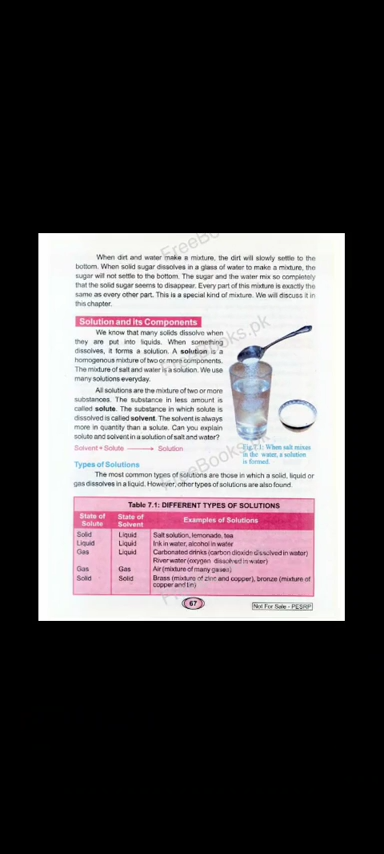 When dirt and water make a mixture, the dirt will slowly settle to the
bottom. When solid sugar dissolves in a glass of water to make a mixture, the
sugar will not settle to the bottom. The sugar and the water mix so completely
that the solid sugar seems to disappear. Every part of this mixture is exactly the
same as every other part. This is a special kind of mixture. We will discuss it in
this chapter.
Solution and its Components
We know that many solids dissolve when
they are put into liquids. When something
dissolves, it forms a solution. A solution is a
homogenous mixture of two or more components.
The mixture of salt and water is a solution. We use
many solutions everyday.
All solutions are the mixture of two or more
substances. The substance in less amount is
called solute. The substance in which solute is
dissolved is called solvent. The solvent is always
more in quantity than a solute. Can you explain
solute and solvent in a solution of salt and water?
Solvent + Solute ⟶ Solution
Fig.7.1: When salt mixes
in the water, a solution
is formed.
Types of Solutions
The most common types of solutions are those in which a solid, liquid or
gas dissolves in a liquid. However, other types of solutions are also found.
Table 7.1: DIFFERENT TYPES OF SOLUTIONS
State of Solute State of Solvent Examples of Solutions
Solid Liquid Salt solution, lemonade, tea
Liquid Liquid Ink in water, alcohol in water
Gas Liquid Carbonated drinks (carbon dioxide dissolved in water)
River water (oxygen dissolved in water)
Gas Gas Air (mixture of many gases)
Solid Solid Brass (mixture of zinc and copper), bronze (mixture of
copper and tin)
67
Not For Sale - PESRP
FreeBooks.pk